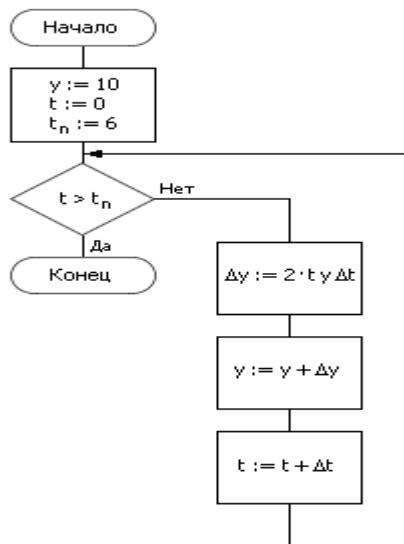 Начало
y := 10
t := 0
tn := 6
t > tn
Нет
Да
Конец
Δy := 2·t y Δt
y := y + Δy
t := t + Δt